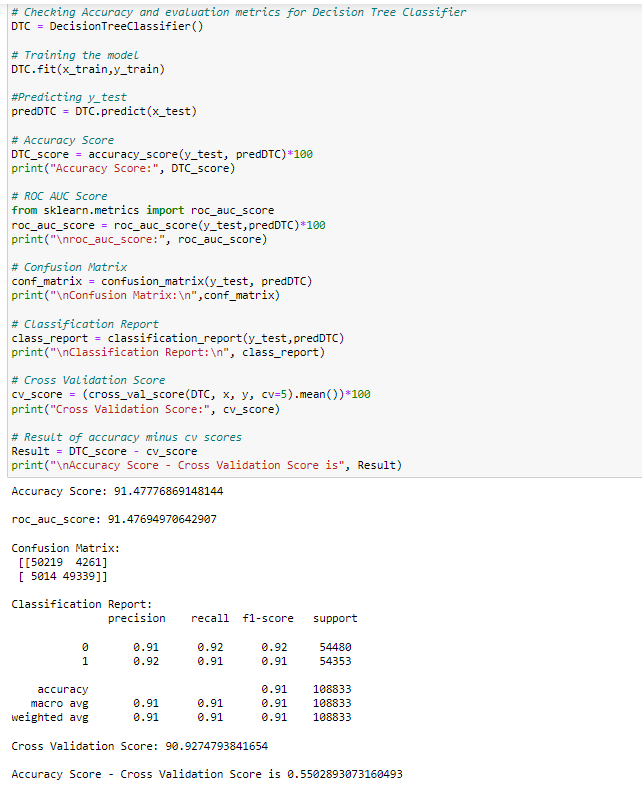 # Checking Accuracy and evaluation metrics for Decision Tree Classifier
DTC = DecisionTreeClassifier()
# Training the model
DTC.fit(x_train,y_train)
#Predicting y_test
predDTC = DTC.predict(x_test)
# Accuracy Score
DTC_score = accuracy_score(y_test, predDTC)*100
print("Accuracy Score:", DTC_score)
# ROC AUC Score
from sklearn.metrics import roc_auc_score
roc_auc_score = roc_auc_score(y_test,predDTC)*100
print("\nroc_auc_score:", roc_auc_score)
# Confusion Matrix
conf_matrix = confusion_matrix(y_test, predDTC)
print("\nConfusion Matrix:\n",conf_matrix)
# Classification Report
class_report = classification_report(y_test,predDTC)
print("\nClassification Report:\n", class_report)
# Cross Validation Score
cv_score = (cross_val_score(DTC, x, y, cv=5).mean())*100
print("Cross Validation Score:", cv_score)
# Result of accuracy minus cv scores
Result = DTC_score - cv_score
print("\nAccuracy Score - Cross Validation Score is", Result)
Accuracy Score: 91.47776869148144
roc_auc_score: 91.47694970642907
Confusion Matrix:
[[50219 4261]
[ 5014 49339]]
Classification Report:
precision recall f1-score support
0 0.91 0.92 0.92 54480
1 0.92 0.91 0.91 54353
accuracy 0.91 108833
macro avg 0.91 0.91 0.91 108833
weighted avg 0.91 0.91 0.91 108833
Cross Validation Score: 90.9274793841654
Accuracy Score - Cross Validation Score is 0.5502893073160493